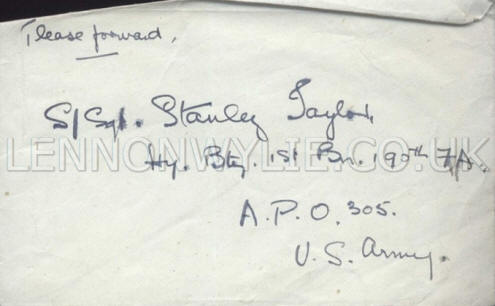 Please forward.
S/Sgt. Stanley Taylor,
LENNONWYLIE.CO.UK
Hq. Bty. 1st Bn. 190th F.A.
A.P.O. 305.
U.S. Army.